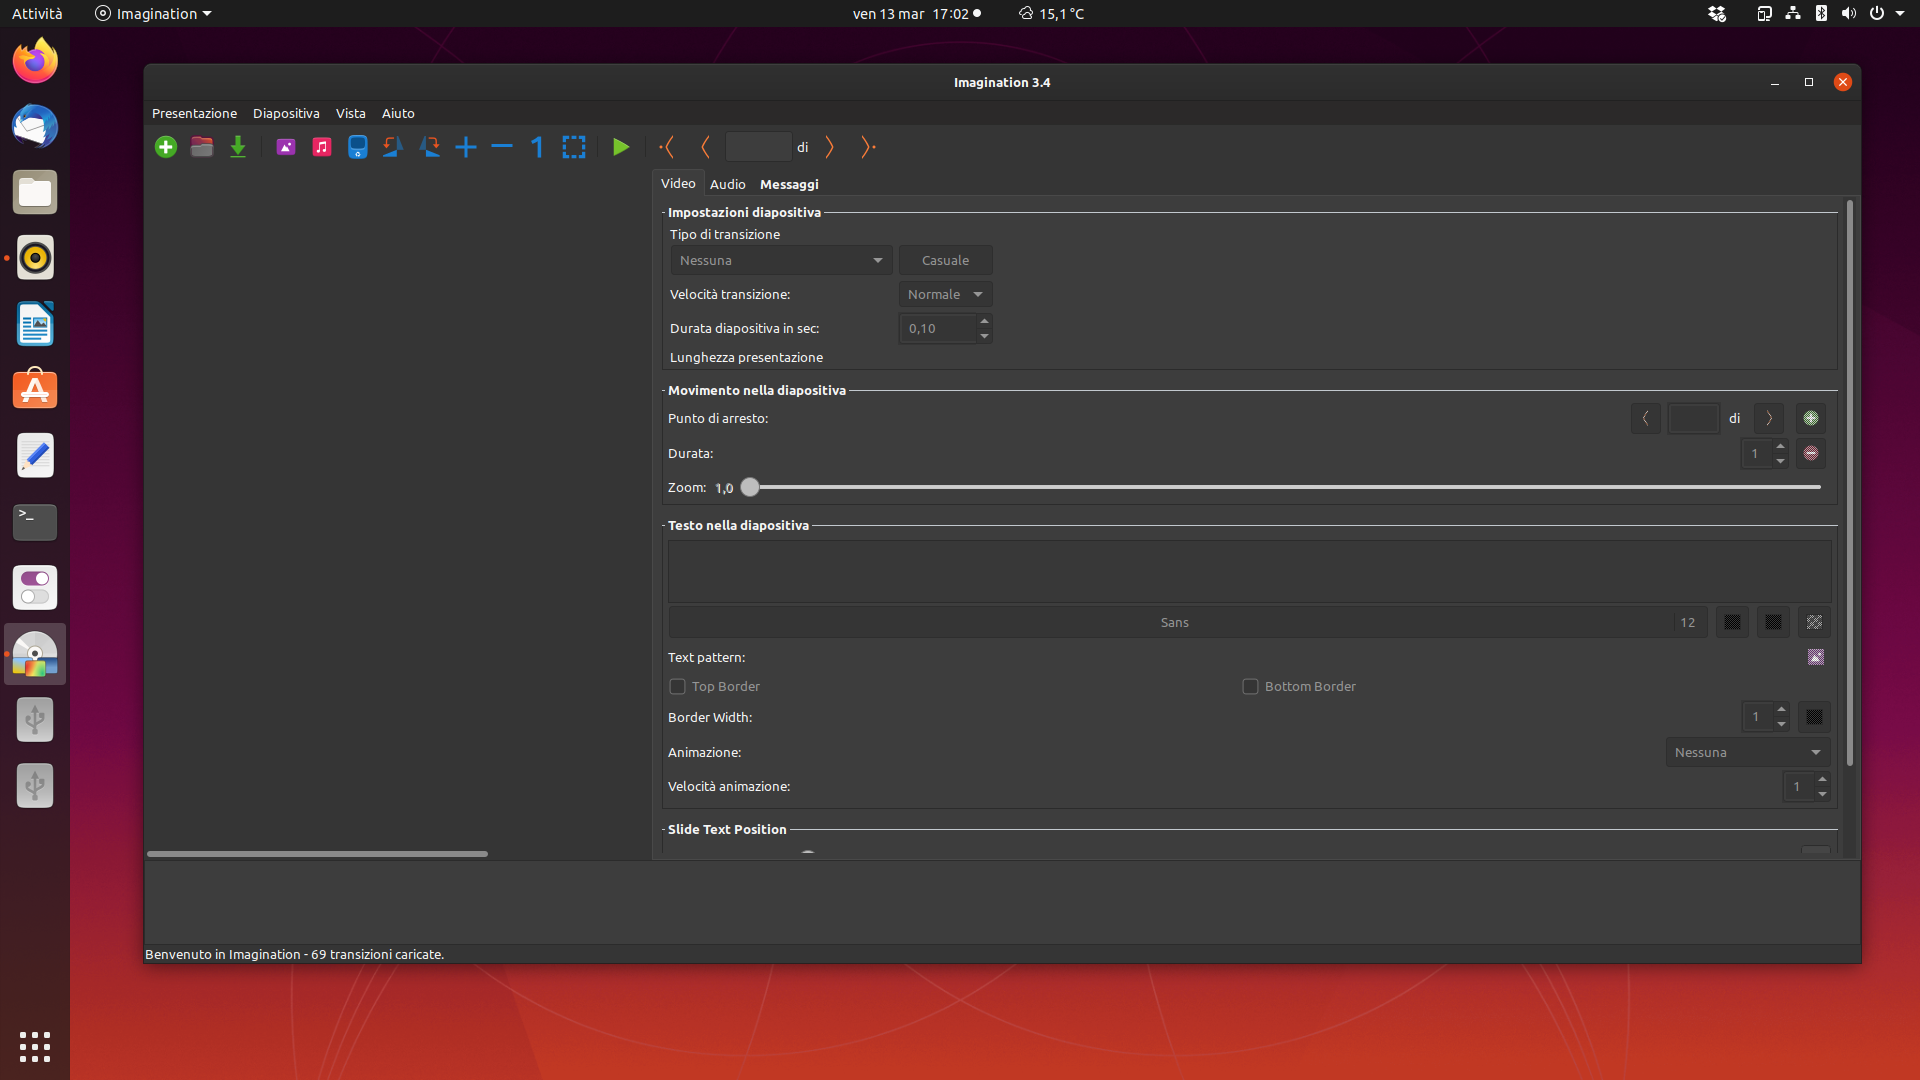 Attività
Imagination
ven 13 mar 17:02
15,1 °C
Imagination 3.4
Presentazione Diapositiva Vista Aiuto
di
Video Audio Messaggi
Impostazioni diapositiva
Tipo di transizione
Nessuna Casuale
Velocità transizione: Normale
Durata diapositiva in sec: 0,10
Lunghezza presentazione
Movimento nella diapositiva
Punto di arresto: di
Durata: 1
Zoom: 1,0
Testo nella diapositiva
Sans 12
Text pattern:
Top Border Bottom Border
Border Width: 1
Animazione: Nessuna
Velocità animazione: 1
Slide Text Position
Benvenuto in Imagination - 69 transizioni caricate.